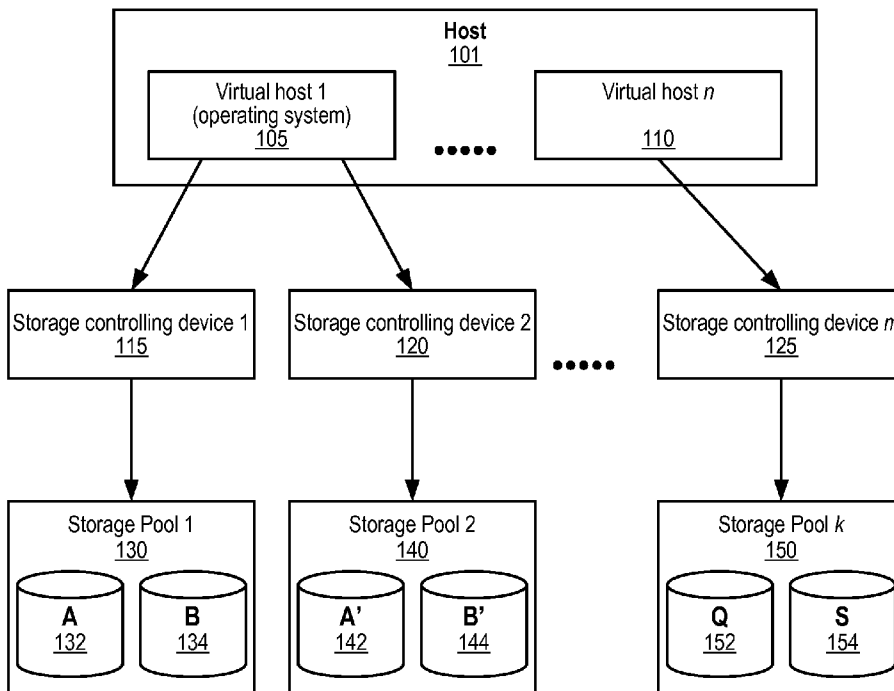 Host
101
Virtual host 1
(operating system)
105
Virtual host n
110
Storage controlling device 1
115
Storage controlling device 2
120
Storage controlling device m
125
Storage Pool 1
130
A
132
B
134
Storage Pool 2
140
A'
142
B'
144
Storage Pool k
150
Q
152
S
154